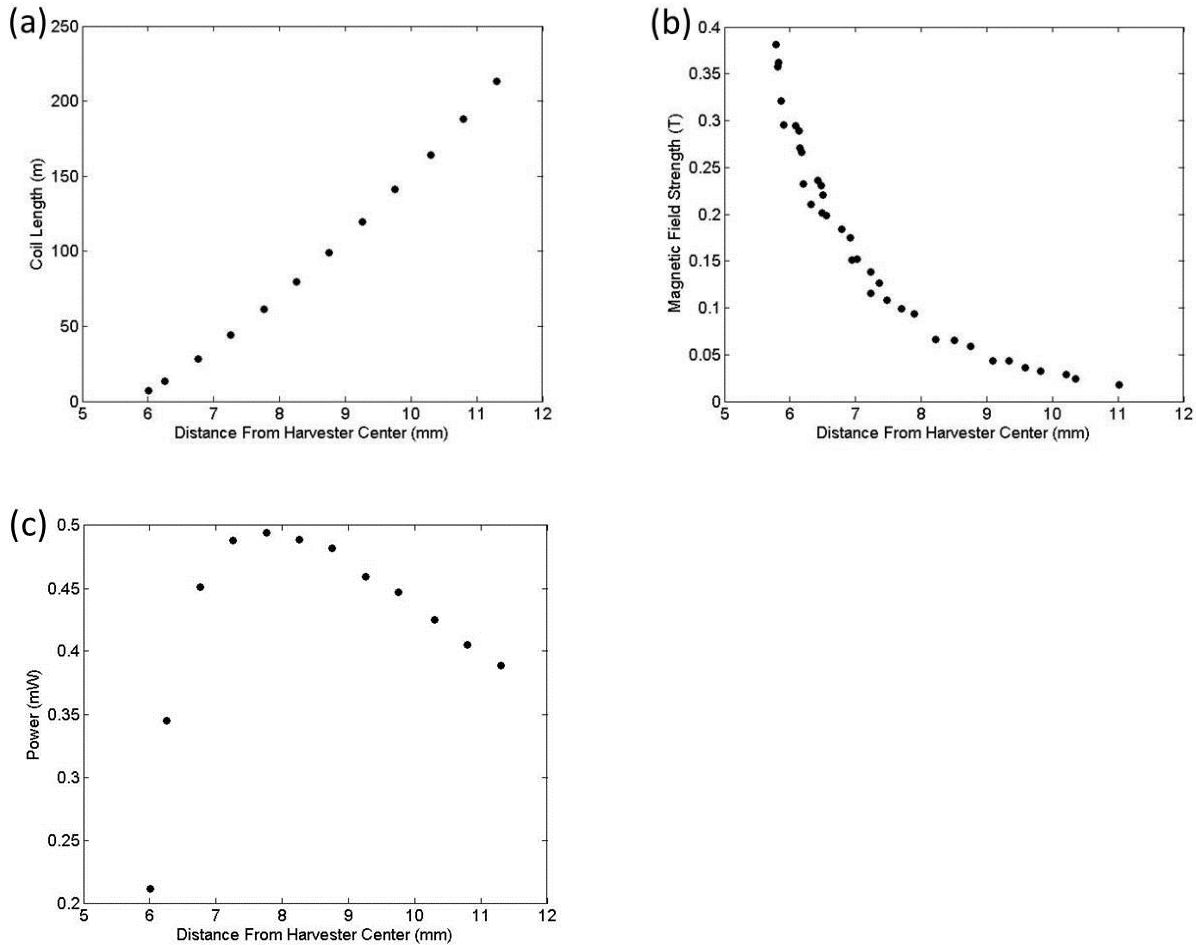 (a)
250
200
150
100
50
0
Coil Length (m)
5 6 7 8 9 10 11 12
Distance From Harvester Center (mm)
(b)
0.4
0.35
0.3
0.25
0.2
0.15
0.1
0.05
0
Magnetic Field Strength (T)
5 6 7 8 9 10 11 12
Distance From Harvester Center (mm)
(c)
0.5
0.45
0.4
0.35
0.3
0.25
0.2
Power (mW)
5 6 7 8 9 10 11 12
Distance From Harvester Center (mm)